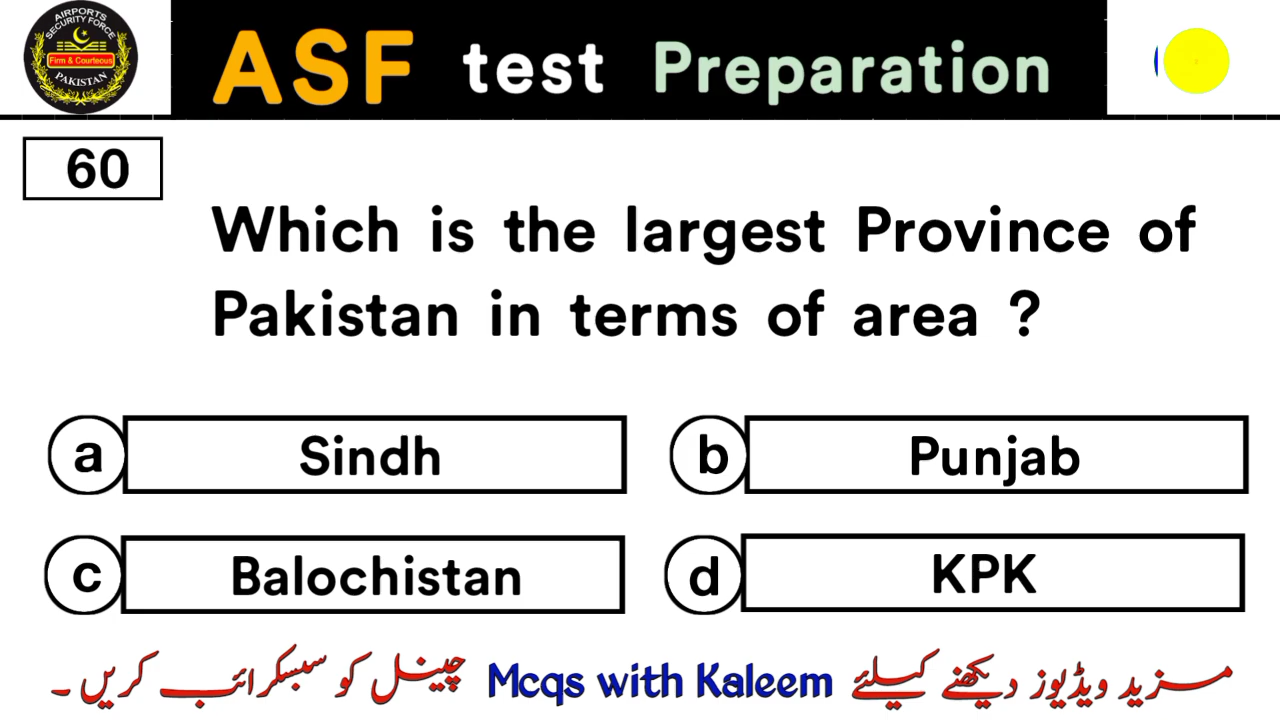 AIRPORTS
SECURITY FORCE
Firm & Courteous
PAKISTAN
ASF test Preparation
60
Which is the largest Province of
Pakistan in terms of area ?
a Sindh
b Punjab
c Balochistan
d KPK
مزید ویڈیوز دیکھنے کیلئے Mcqs with Kaleem چینل کو سبسکرائب کریں ۔